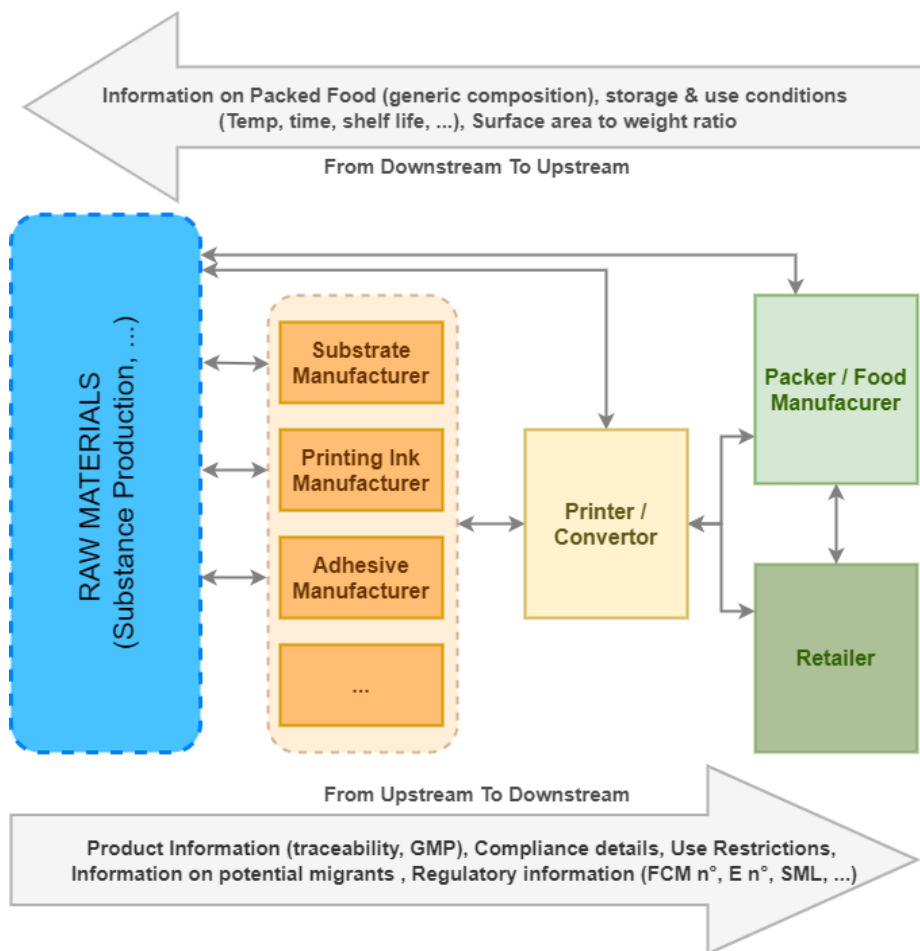 Information on Packed Food (generic composition), storage & use conditions
(Temp, time, shelf life, ...), Surface area to weight ratio
From Downstream To Upstream
RAW MATERIALS
(Substance Production, ...)
Substrate
Manufacturer
Printing Ink
Manufacturer
Adhesive
Manufacturer
...
Printer /
Convertor
Packer / Food
Manufacurer
Retailer
From Upstream To Downstream
Product Information (traceability, GMP), Compliance details, Use Restrictions,
Information on potential migrants , Regulatory information (FCM n°, E n°, SML, ...)